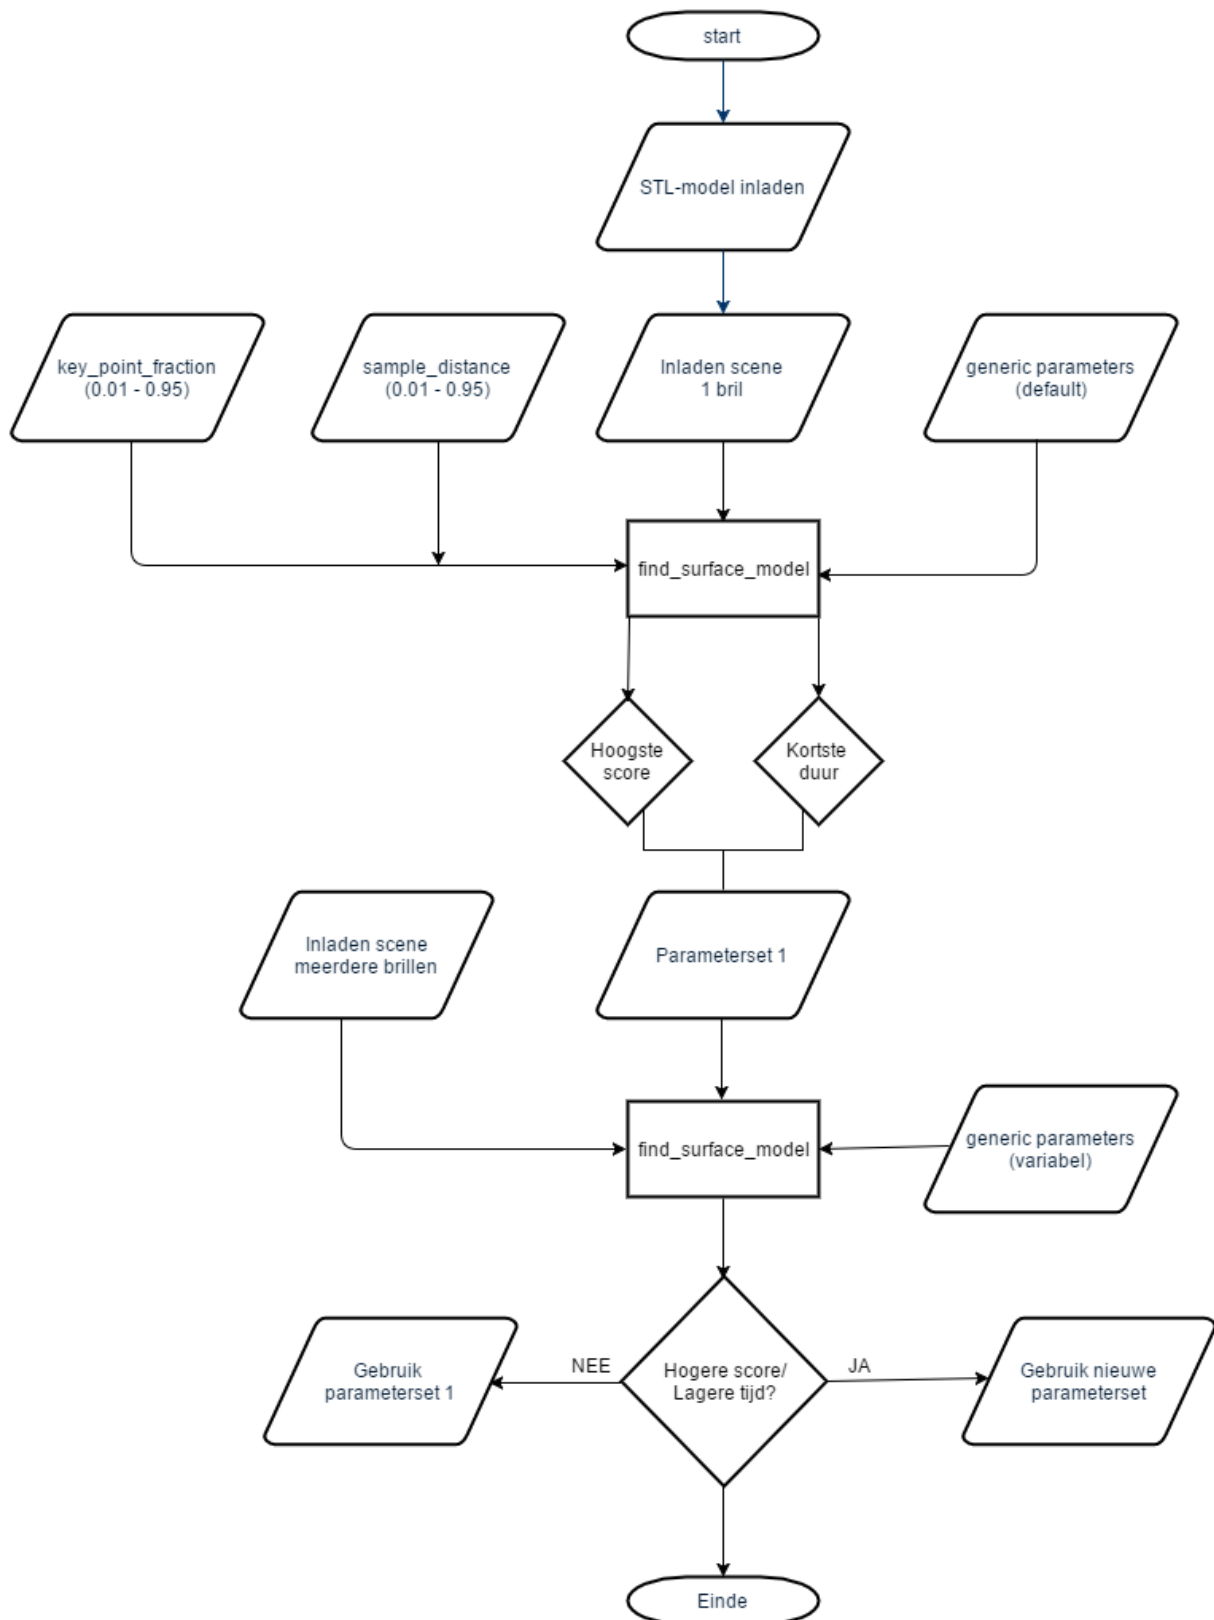 start
STL-model inladen
key_point_fraction
(0.01 - 0.95)
sample_distance
(0.01 - 0.95)
Inladen scene
1 bril
generic parameters
(default)
find_surface_model
Hoogste
score
Kortste
duur
Inladen scene
meerdere brillen
Parameterset 1
find_surface_model
generic parameters
(variabel)
Gebruik
parameterset 1
NEE
Hogere score/
Lagere tijd?
JA
Gebruik nieuwe
parameterset
Einde